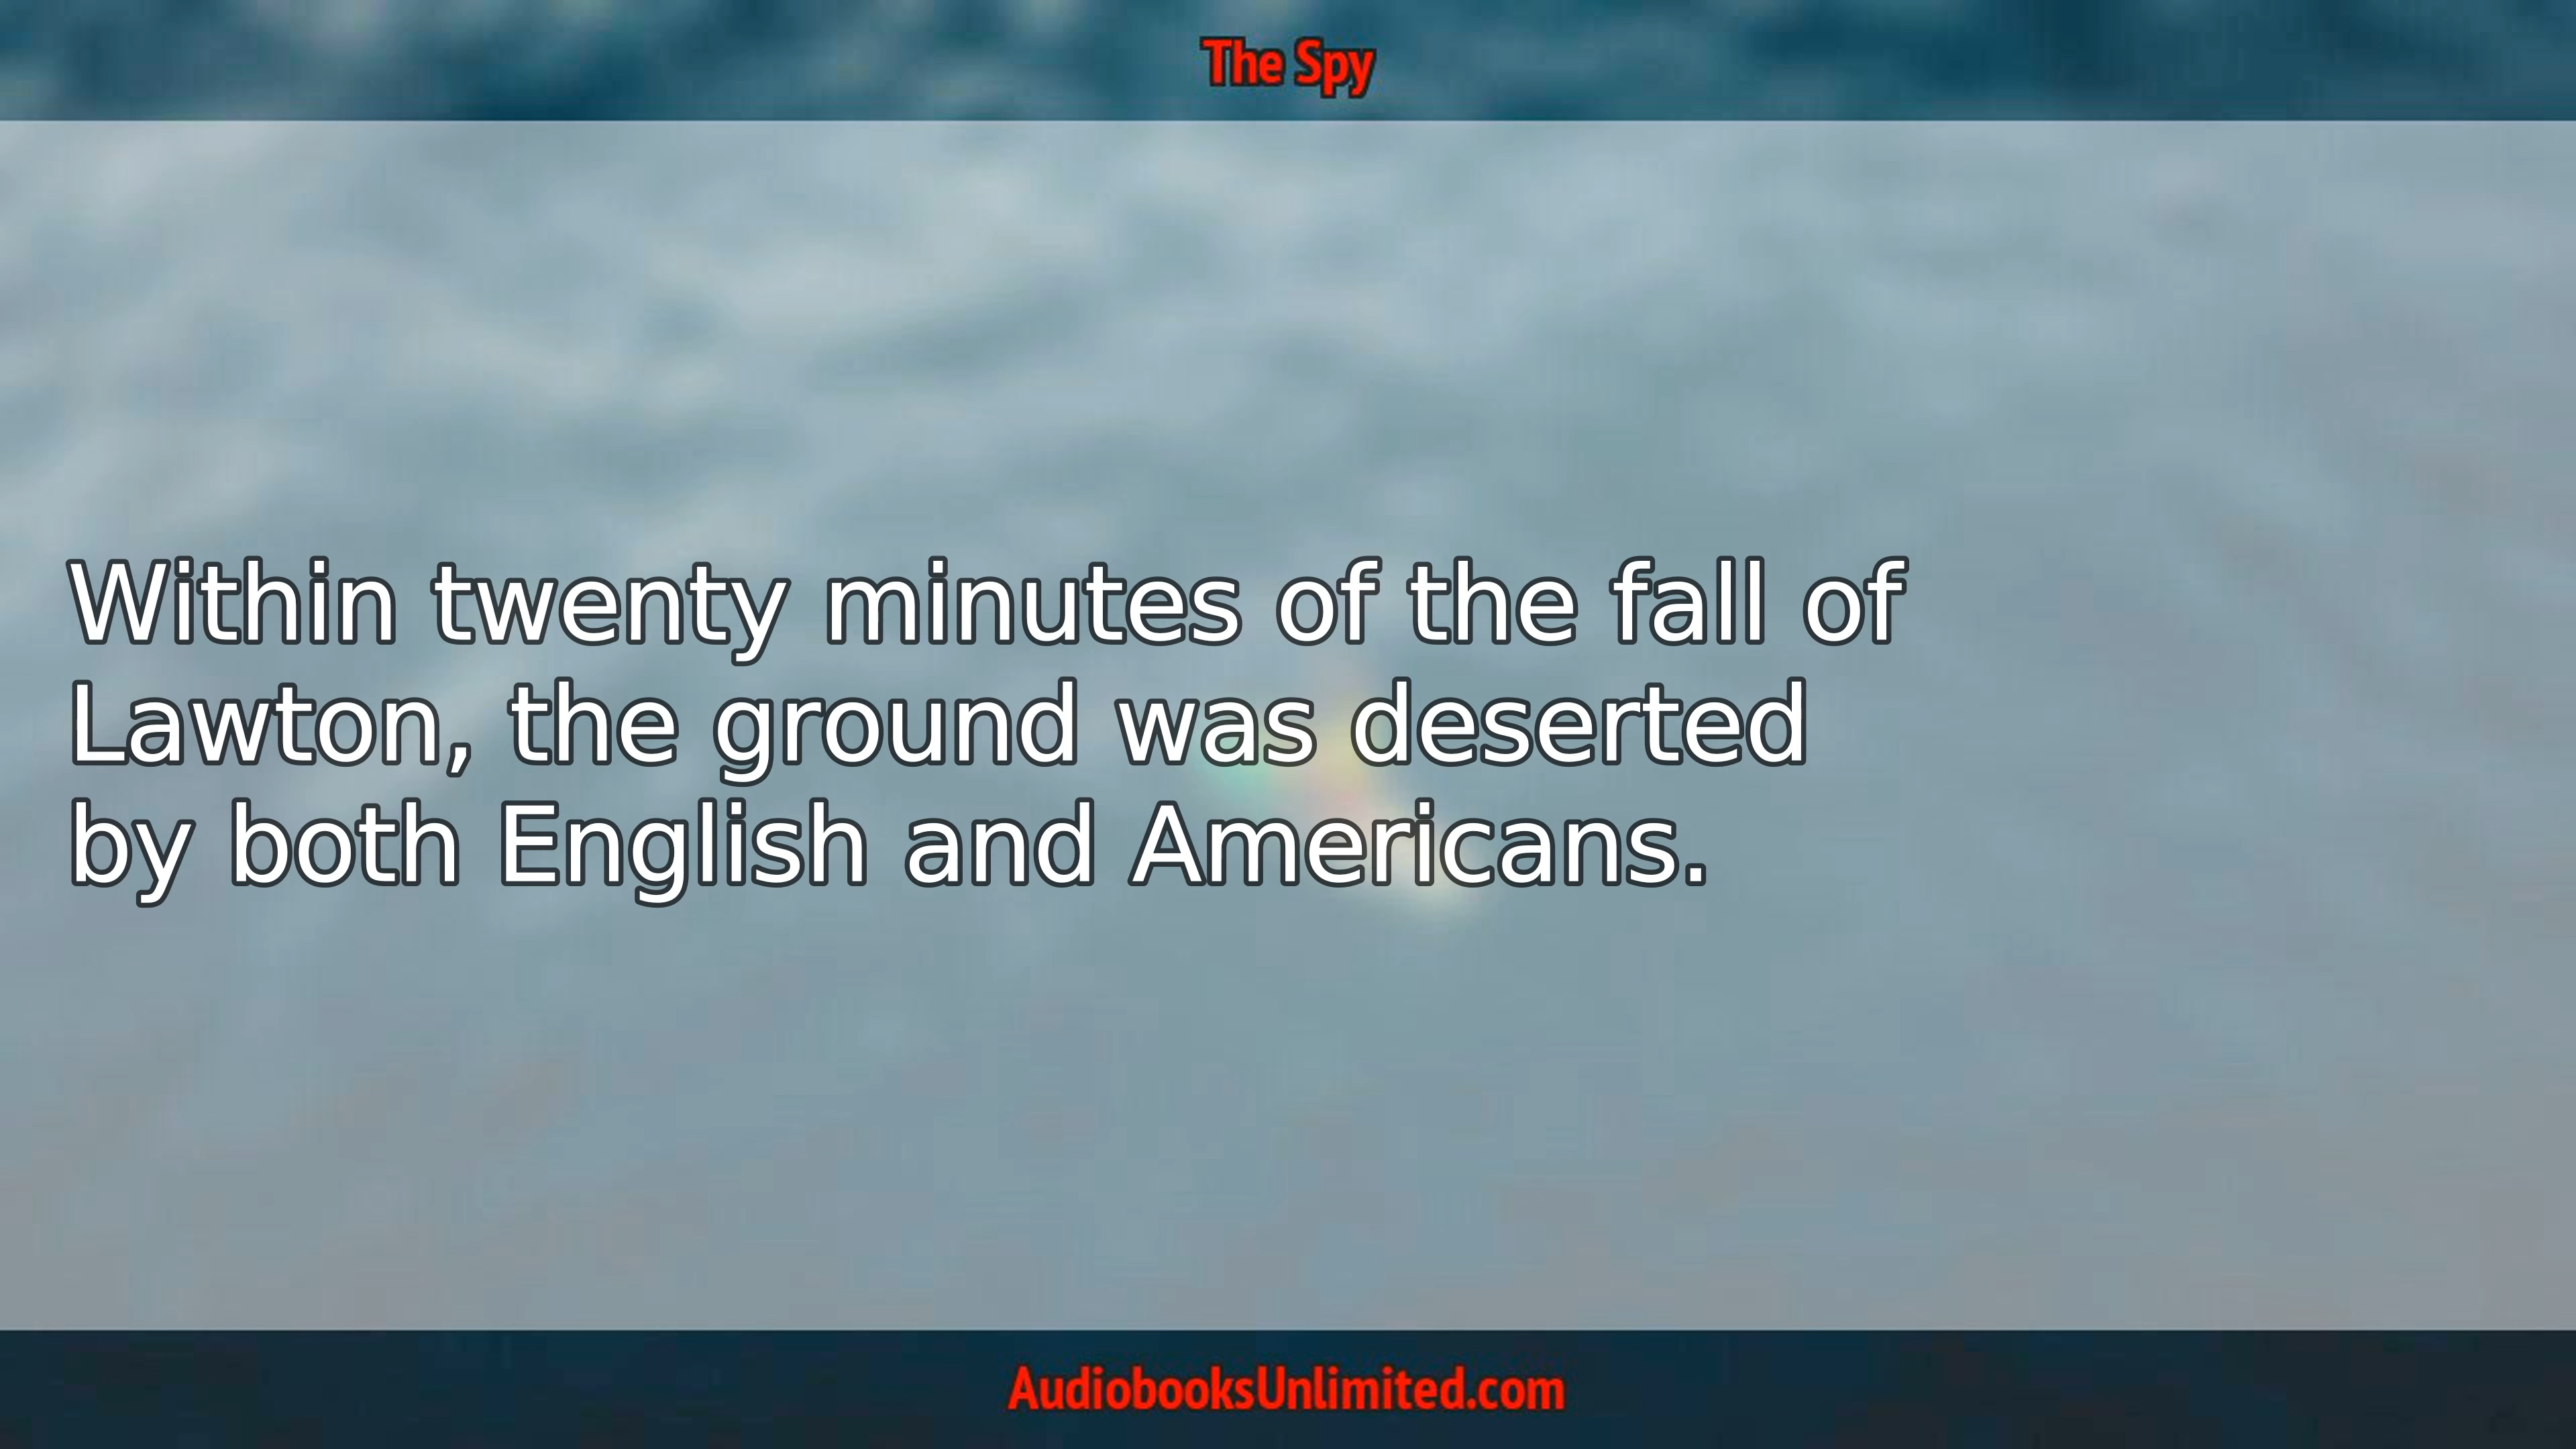 The Spy
Within twenty minutes of the fall of
Lawton, the ground was deserted
by both English and Americans.
AudiobooksUnlimited.com